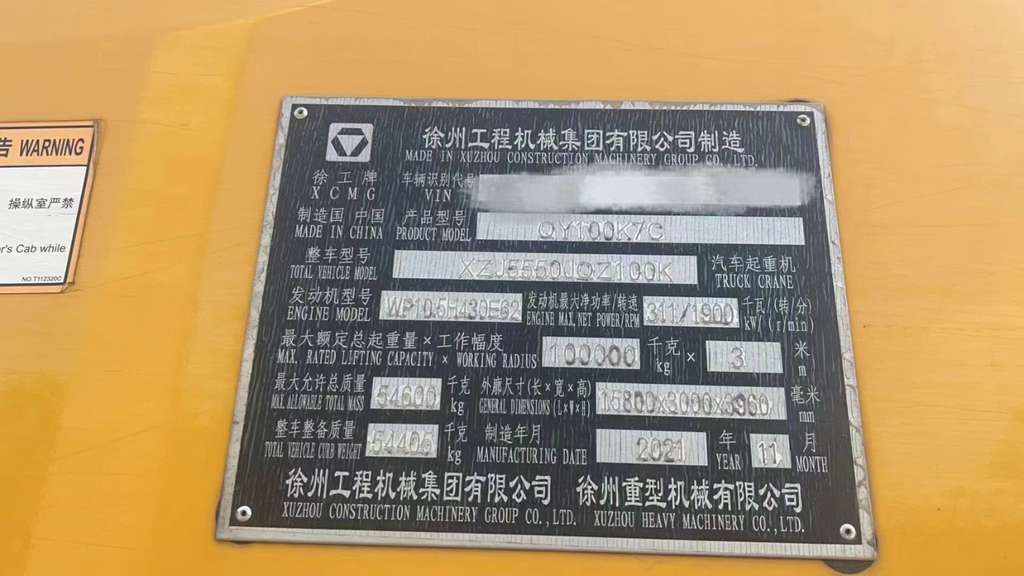 告 WARNING
操纵室严禁
r's Cab while
NO.T112320C
徐州工程机械集团有限公司制造
MADE IN XUZHOU CONSTRUCTION MACHINERY GROUP CO., LTD.
徐工牌 车辆识别代号
XCMG VIN
制造国 中国 产品型号
MADE IN CHINA PRODUCT MODEL QY100K7C
整车型号 汽车起重机
TOTAL VEHICLE MODEL XZJ5550JQZ100K TRUCK CRANE
发动机型号 发动机最大净功率/转速 千瓦/(转/分)
ENGINE MODEL WP10.5H430E62 ENGINE MAX. NET POWER/RPM 311/1900 kW/(r/min)
最大额定总起重量×工作幅度 千克 米
MAX. RATED LIFTING CAPACITY × WORKING RADIUS 100000 kg × 3 m
最大允许总质量 千克 外廓尺寸(长×宽×高) 毫米
MAX. ALLOWABLE TOTAL MASS kg GENERAL DIMENSIONS (L×W×H) 15800x3000x3960 mm
整车整备质量 千克 制造年月 年 月
TOTAL VEHICLE CURB WEIGHT 54405 kg MANUFACTURING DATE 2021 YEAR 11 MONTH
徐州工程机械集团有限公司 徐州重型机械有限公司
XUZHOU CONSTRUCTION MACHINERY GROUP CO., LTD. XUZHOU HEAVY MACHINERY CO., LTD.